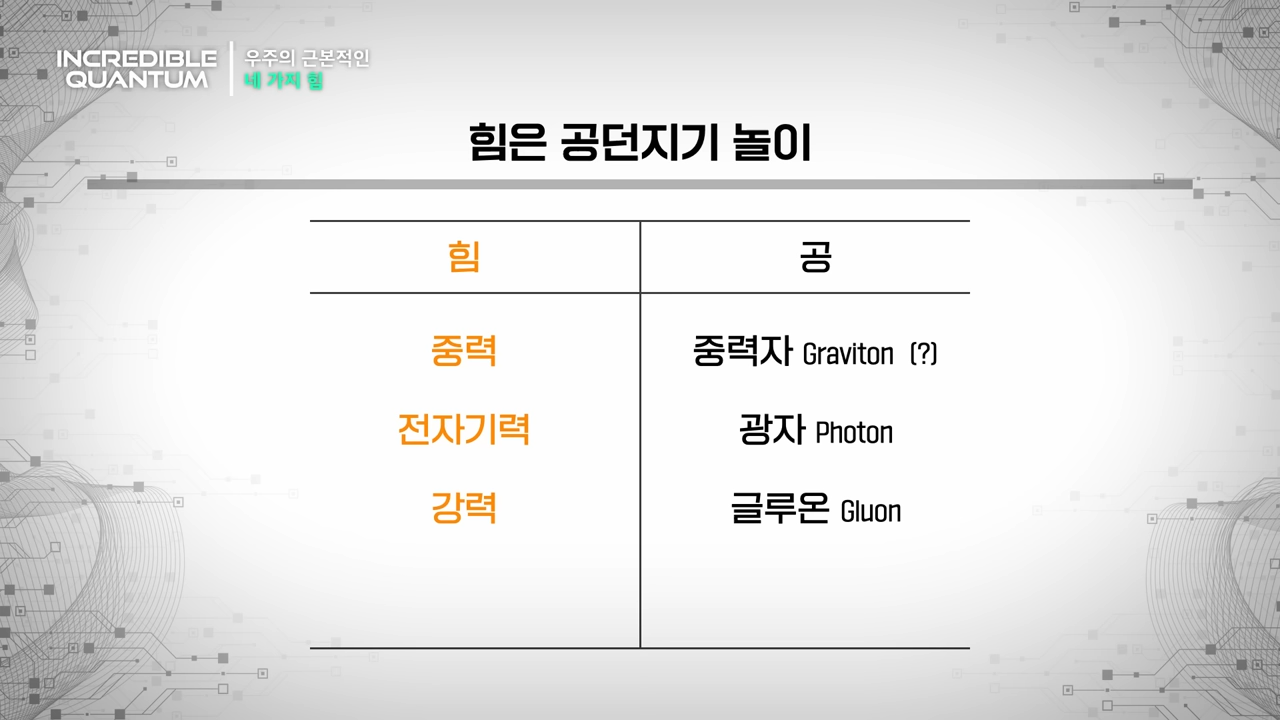 INCREDIBLE
QUANTUM
우주의 근본적인
네 가지 힘
힘은 공던지기 놀이
힘 공
중력 중력자 Graviton (?)
전자기력 광자 Photon
강력 글루온 Gluon